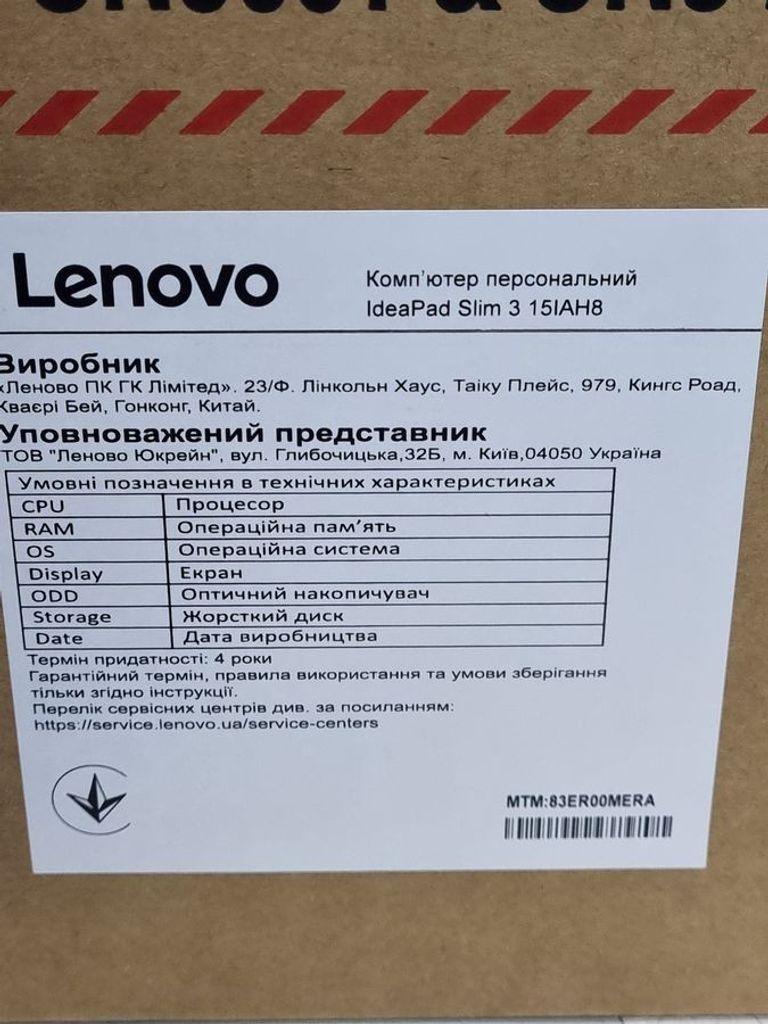 Lenovo
Комп'ютер персональний
IdeaPad Slim 3 15IAH8
Виробник
«Леново ПК ГК Лімітед». 23/Ф. Лінкольн Хаус, Таіку Плейс, 979, Кингс Роад,
Кваєрі Бей, Гонконг, Китай.
Уповноважений представник
ТОВ "Леново Юкрейн", вул. Глибочицька,32Б, м. Київ,04050 Україна
Умовні позначення в технічних характеристиках
CPU Процесор
RAM Операційна пам'ять
OS Операційна система
Display Екран
ODD Оптичний накопичувач
Storage Жорсткий диск
Date Дата виробництва
Термін придатності: 4 роки
Гарантійний термін, правила використання та умови зберігання
тільки згідно інструкції.
Перелік сервісних центрів див. за посиланням:
https://service.lenovo.ua/service-centers
MTM:83ER00MERA